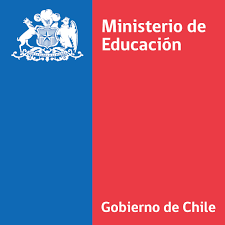 Ministerio de
Educación
Gobierno de Chile